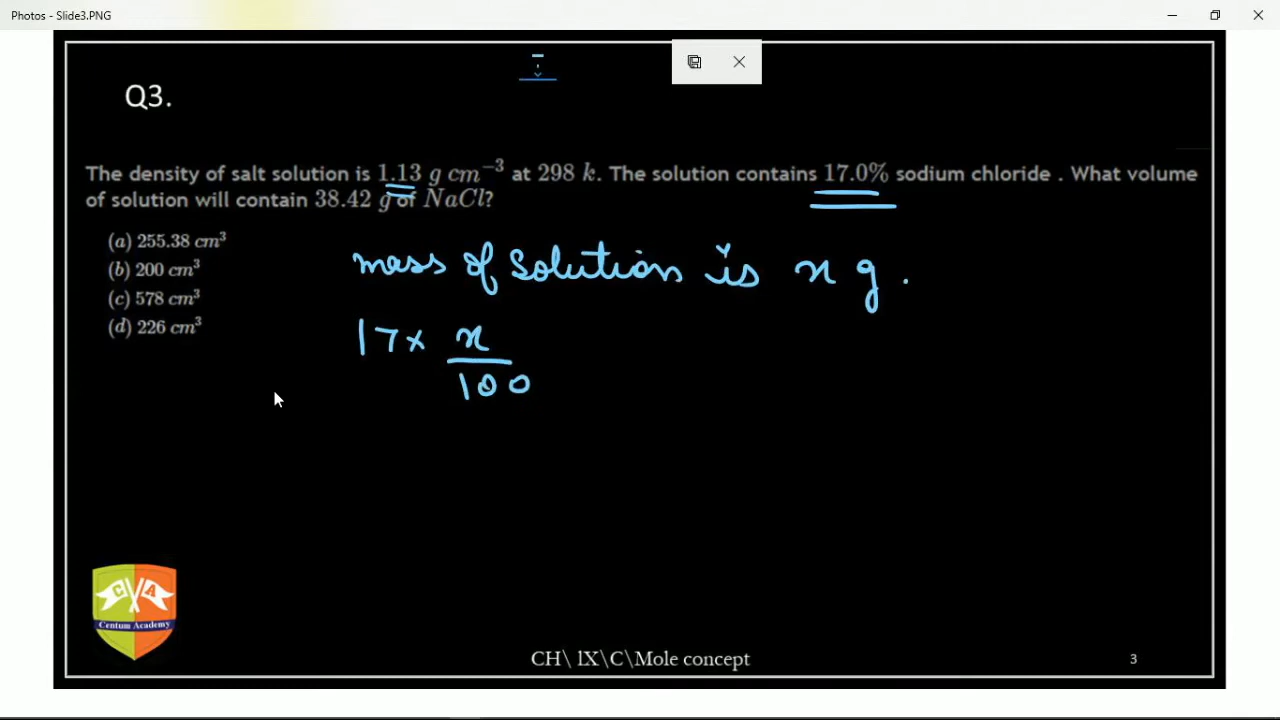 Photos - Slide3.PNG
Q3.
The density of salt solution is 1.13 g cm⁻³ at 298 k. The solution contains 17.0% sodium chloride . What volume
of solution will contain 38.42 g of NaCl?
(a) 255.38 cm³
(b) 200 cm³
(c) 578 cm³
(d) 226 cm³
mass of solution is x g .
17 × x
100
C A
Centum Academy
CH\ lX\C\Mole concept
3